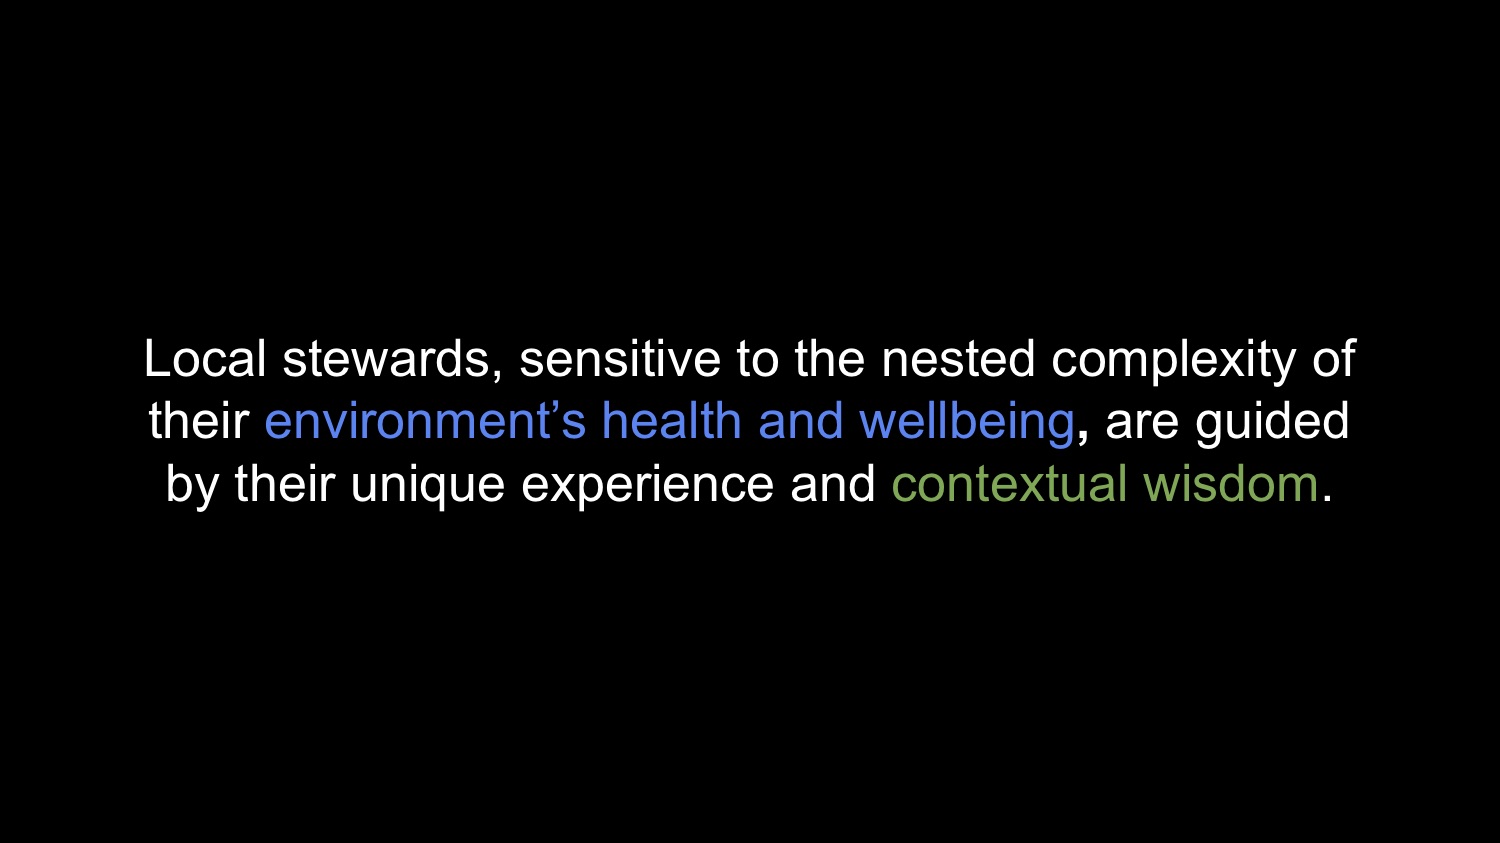 Local stewards, sensitive to the nested complexity of
their environment’s health and wellbeing, are guided
by their unique experience and contextual wisdom.